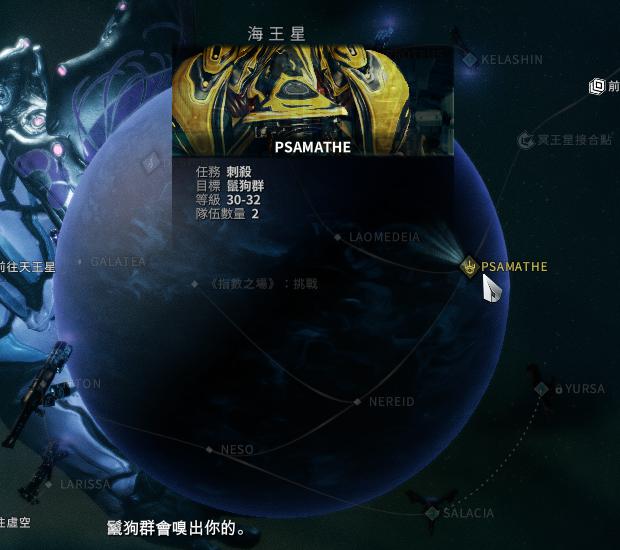 海王星
KELASHIN
前
冥王星接合點
PSAMATHE
任務 刺殺
目標 鬣狗群
等級 30-32
隊伍數量 2
LAOMEDEIA
前往天王星
GALATEA
PSAMATHE
《指數之場》：挑戰
TON
YURSA
NEREID
NESO
LARISSA
SALACIA
往虛空
鬣狗群會嗅出你的。